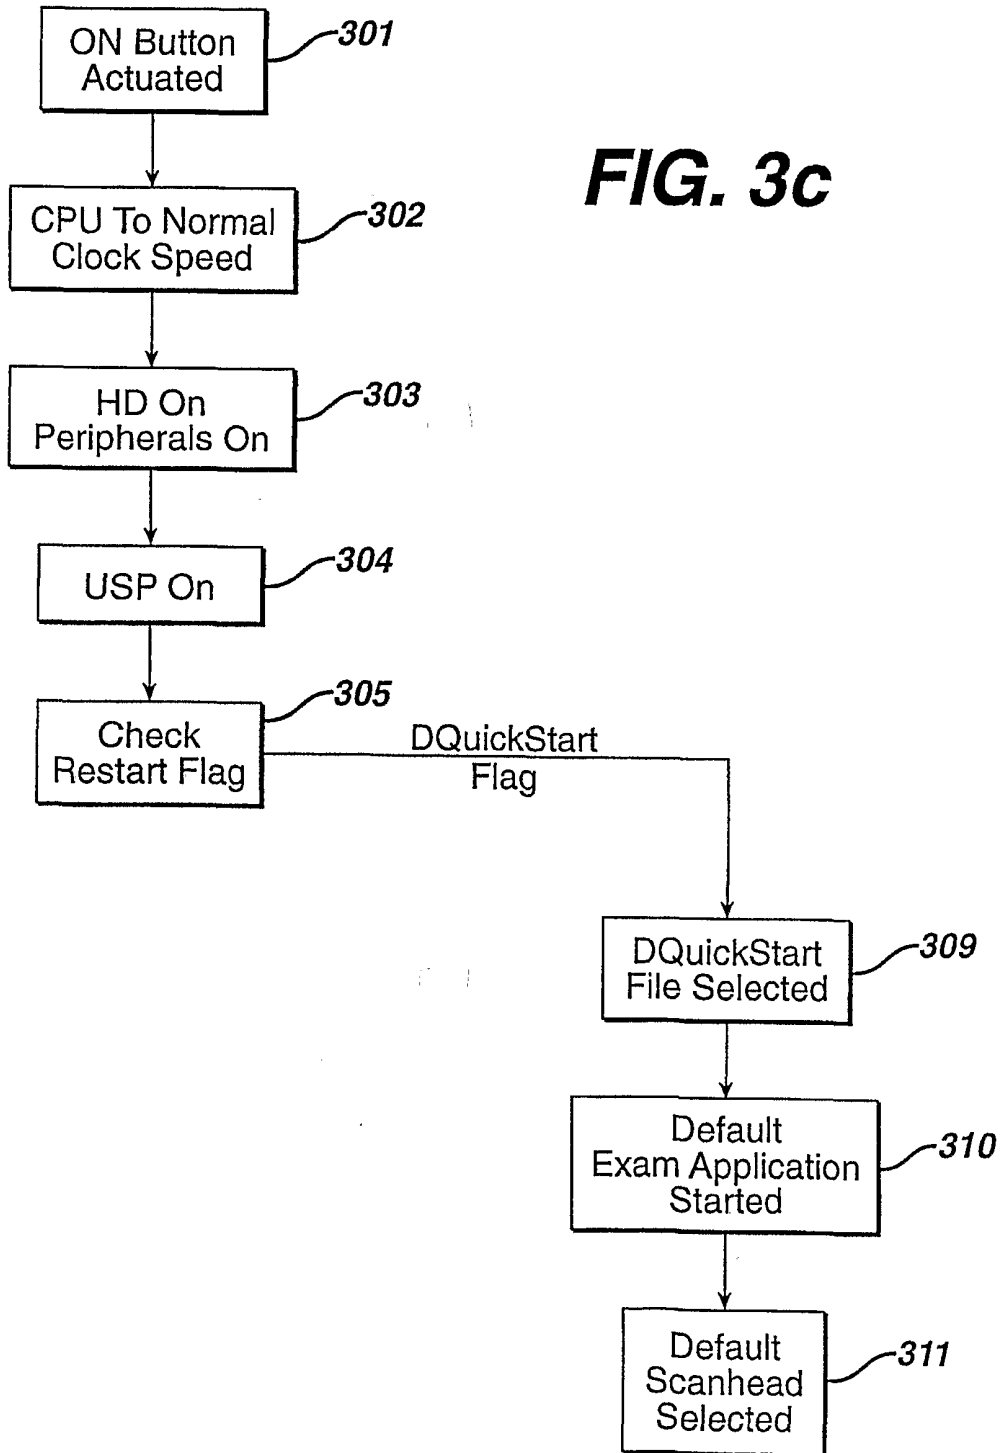 ON Button
Actuated
301
FIG. 3c
CPU To Normal
Clock Speed
302
HD On
Peripherals On
303
USP On
304
Check
Restart Flag
305
DQuickStart
Flag
DQuickStart
File Selected
309
Default
Exam Application
Started
310
Default
Scanhead
Selected
311